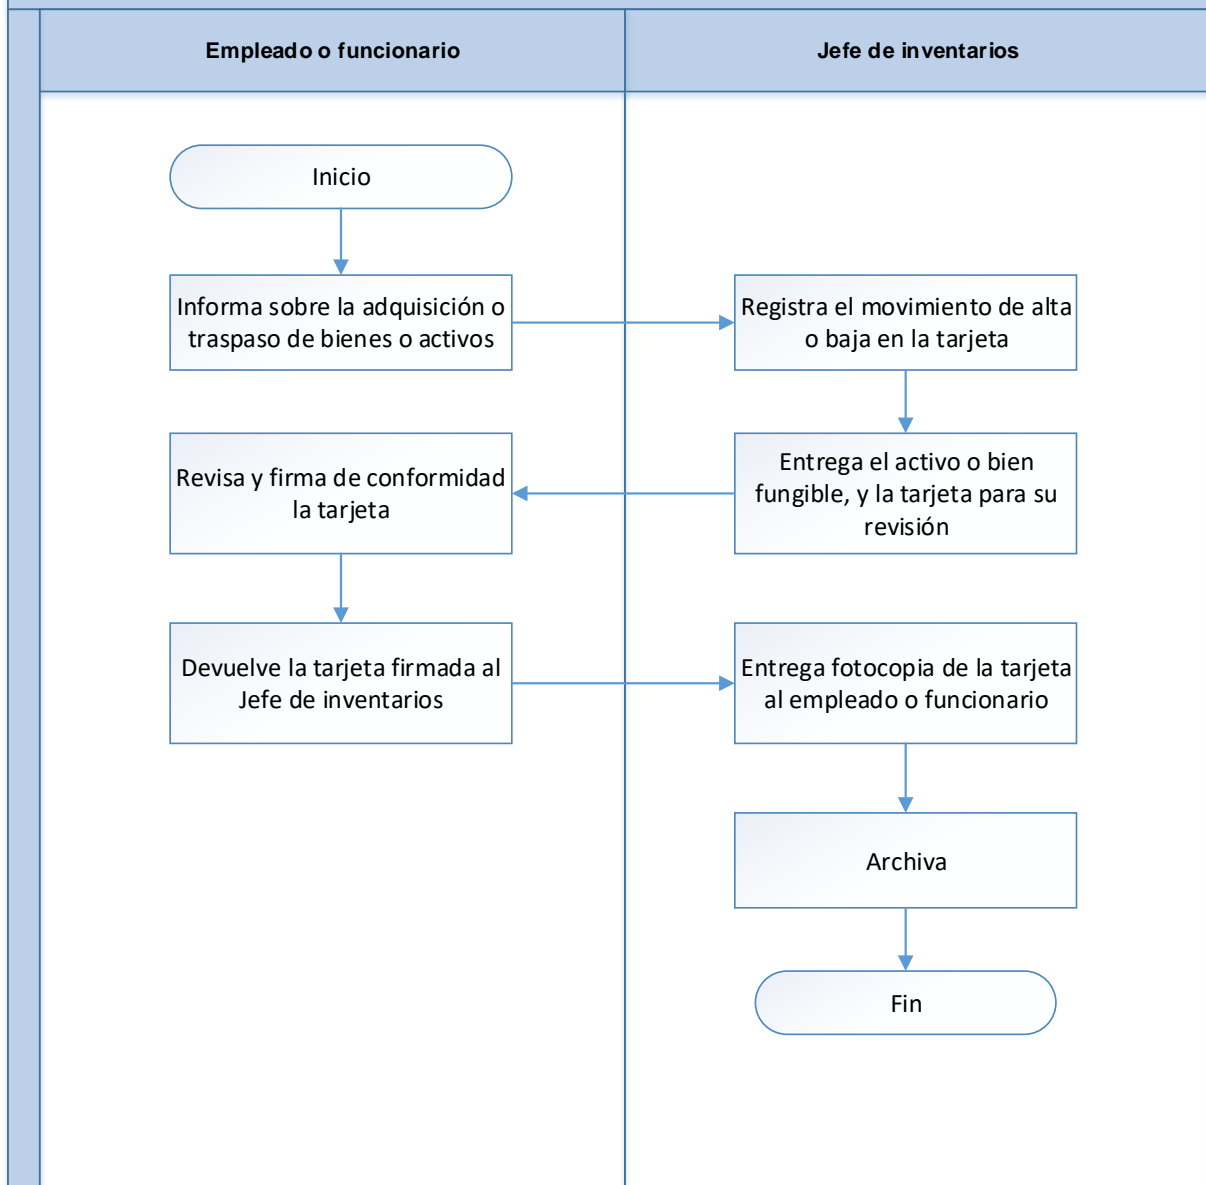 Empleado o funcionario
Jefe de inventarios
Inicio
Informa sobre la adquisición o
traspaso de bienes o activos
Registra el movimiento de alta
o baja en la tarjeta
Entrega el activo o bien
fungible, y la tarjeta para su
revisión
Revisa y firma de conformidad
la tarjeta
Devuelve la tarjeta firmada al
Jefe de inventarios
Entrega fotocopia de la tarjeta
al empleado o funcionario
Archiva
Fin